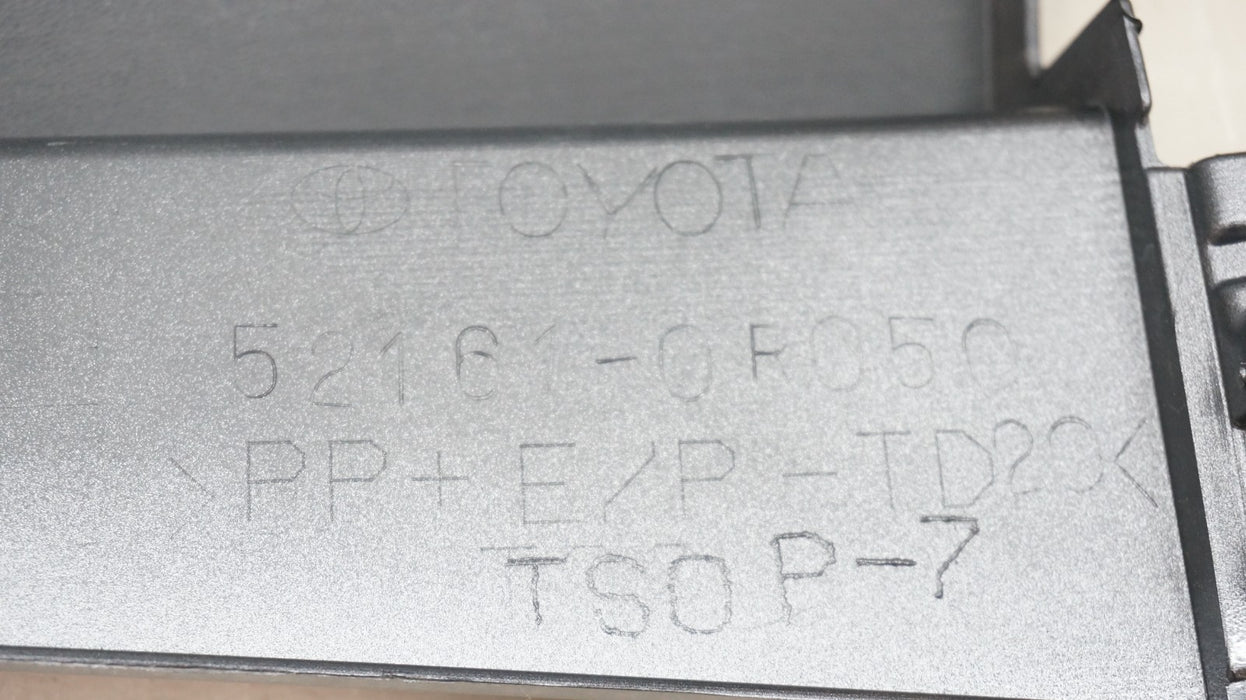 TOYOTA
52161-0R050
>PP+E/P-TD20<
TSOP-7